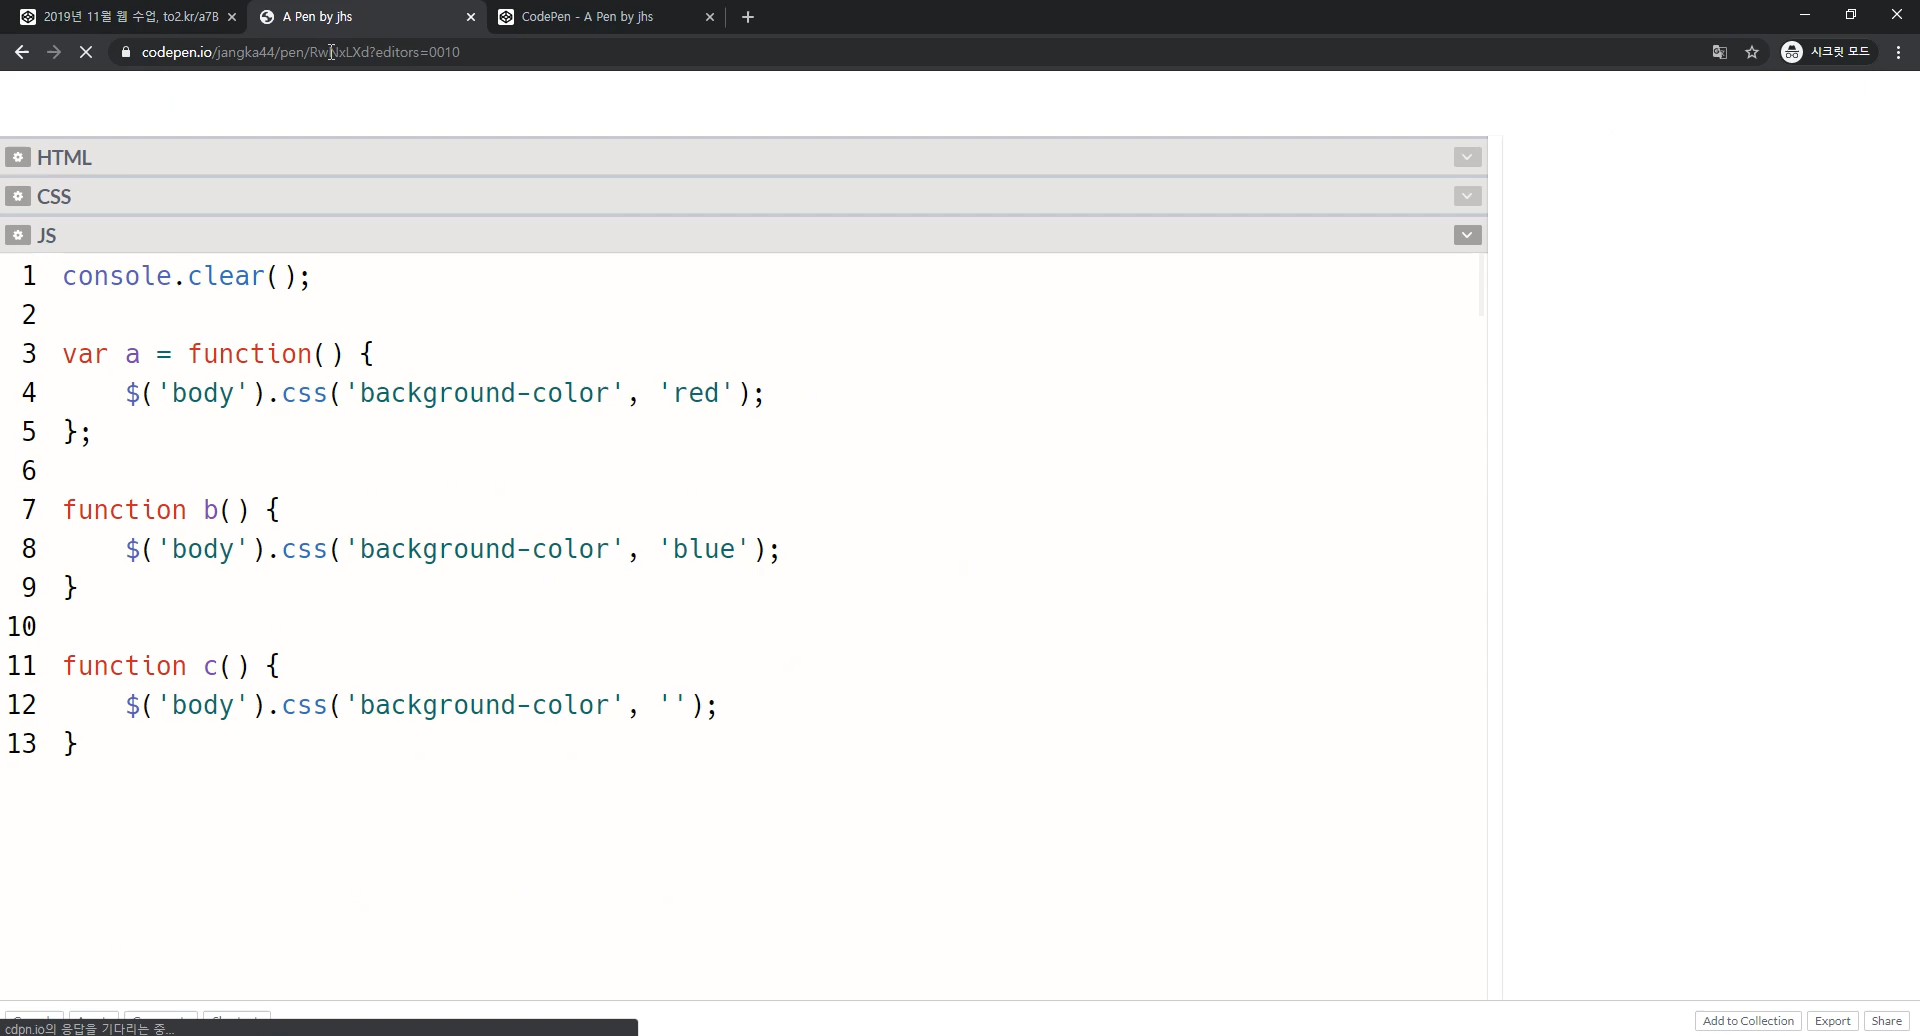 2019년 11월 웹 수업, to2.kr/a7B
A Pen by jhs
CodePen - A Pen by jhs
codepen.io/jangka44/pen/RwNxLXd?editors=0010
시크릿 모드
HTML
CSS
JS
1 console.clear();
2
3 var a = function() {
4 $('body').css('background-color', 'red');
5 };
6
7 function b() {
8 $('body').css('background-color', 'blue');
9 }
10
11 function c() {
12 $('body').css('background-color', '');
13 }
cdpn.io의 응답을 기다리는 중...
Add to Collection
Export
Share